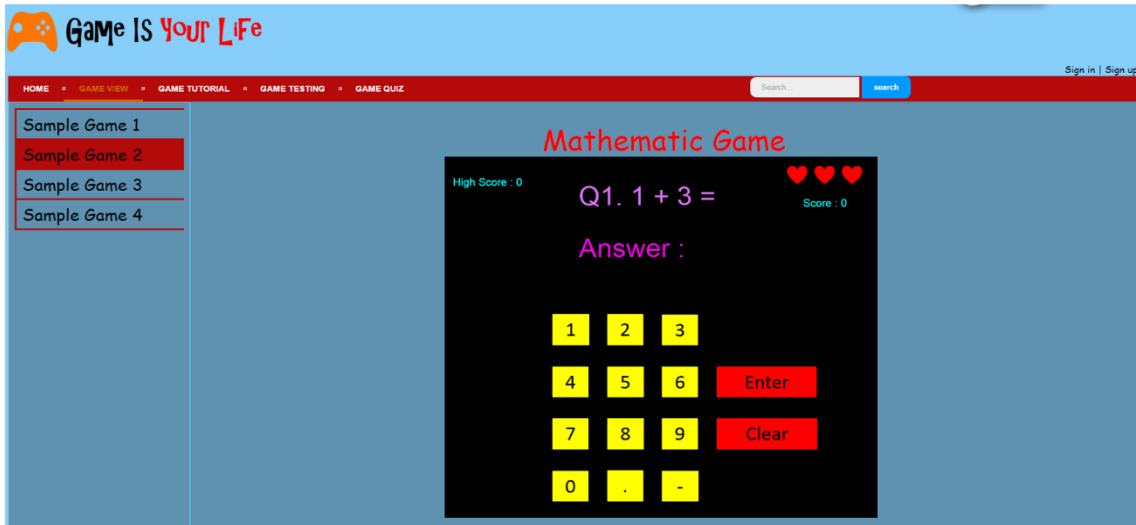 Game Is Your Life
Sign in | Sign up
HOME GAME VIEW GAME TUTORIAL GAME TESTING GAME QUIZ Search... search
Sample Game 1
Sample Game 2
Sample Game 3
Sample Game 4
Mathematic Game
High Score : 0
Q1. 1 + 3 =
Score : 0
Answer :
1 2 3
4 5 6 Enter
7 8 9 Clear
0 . -